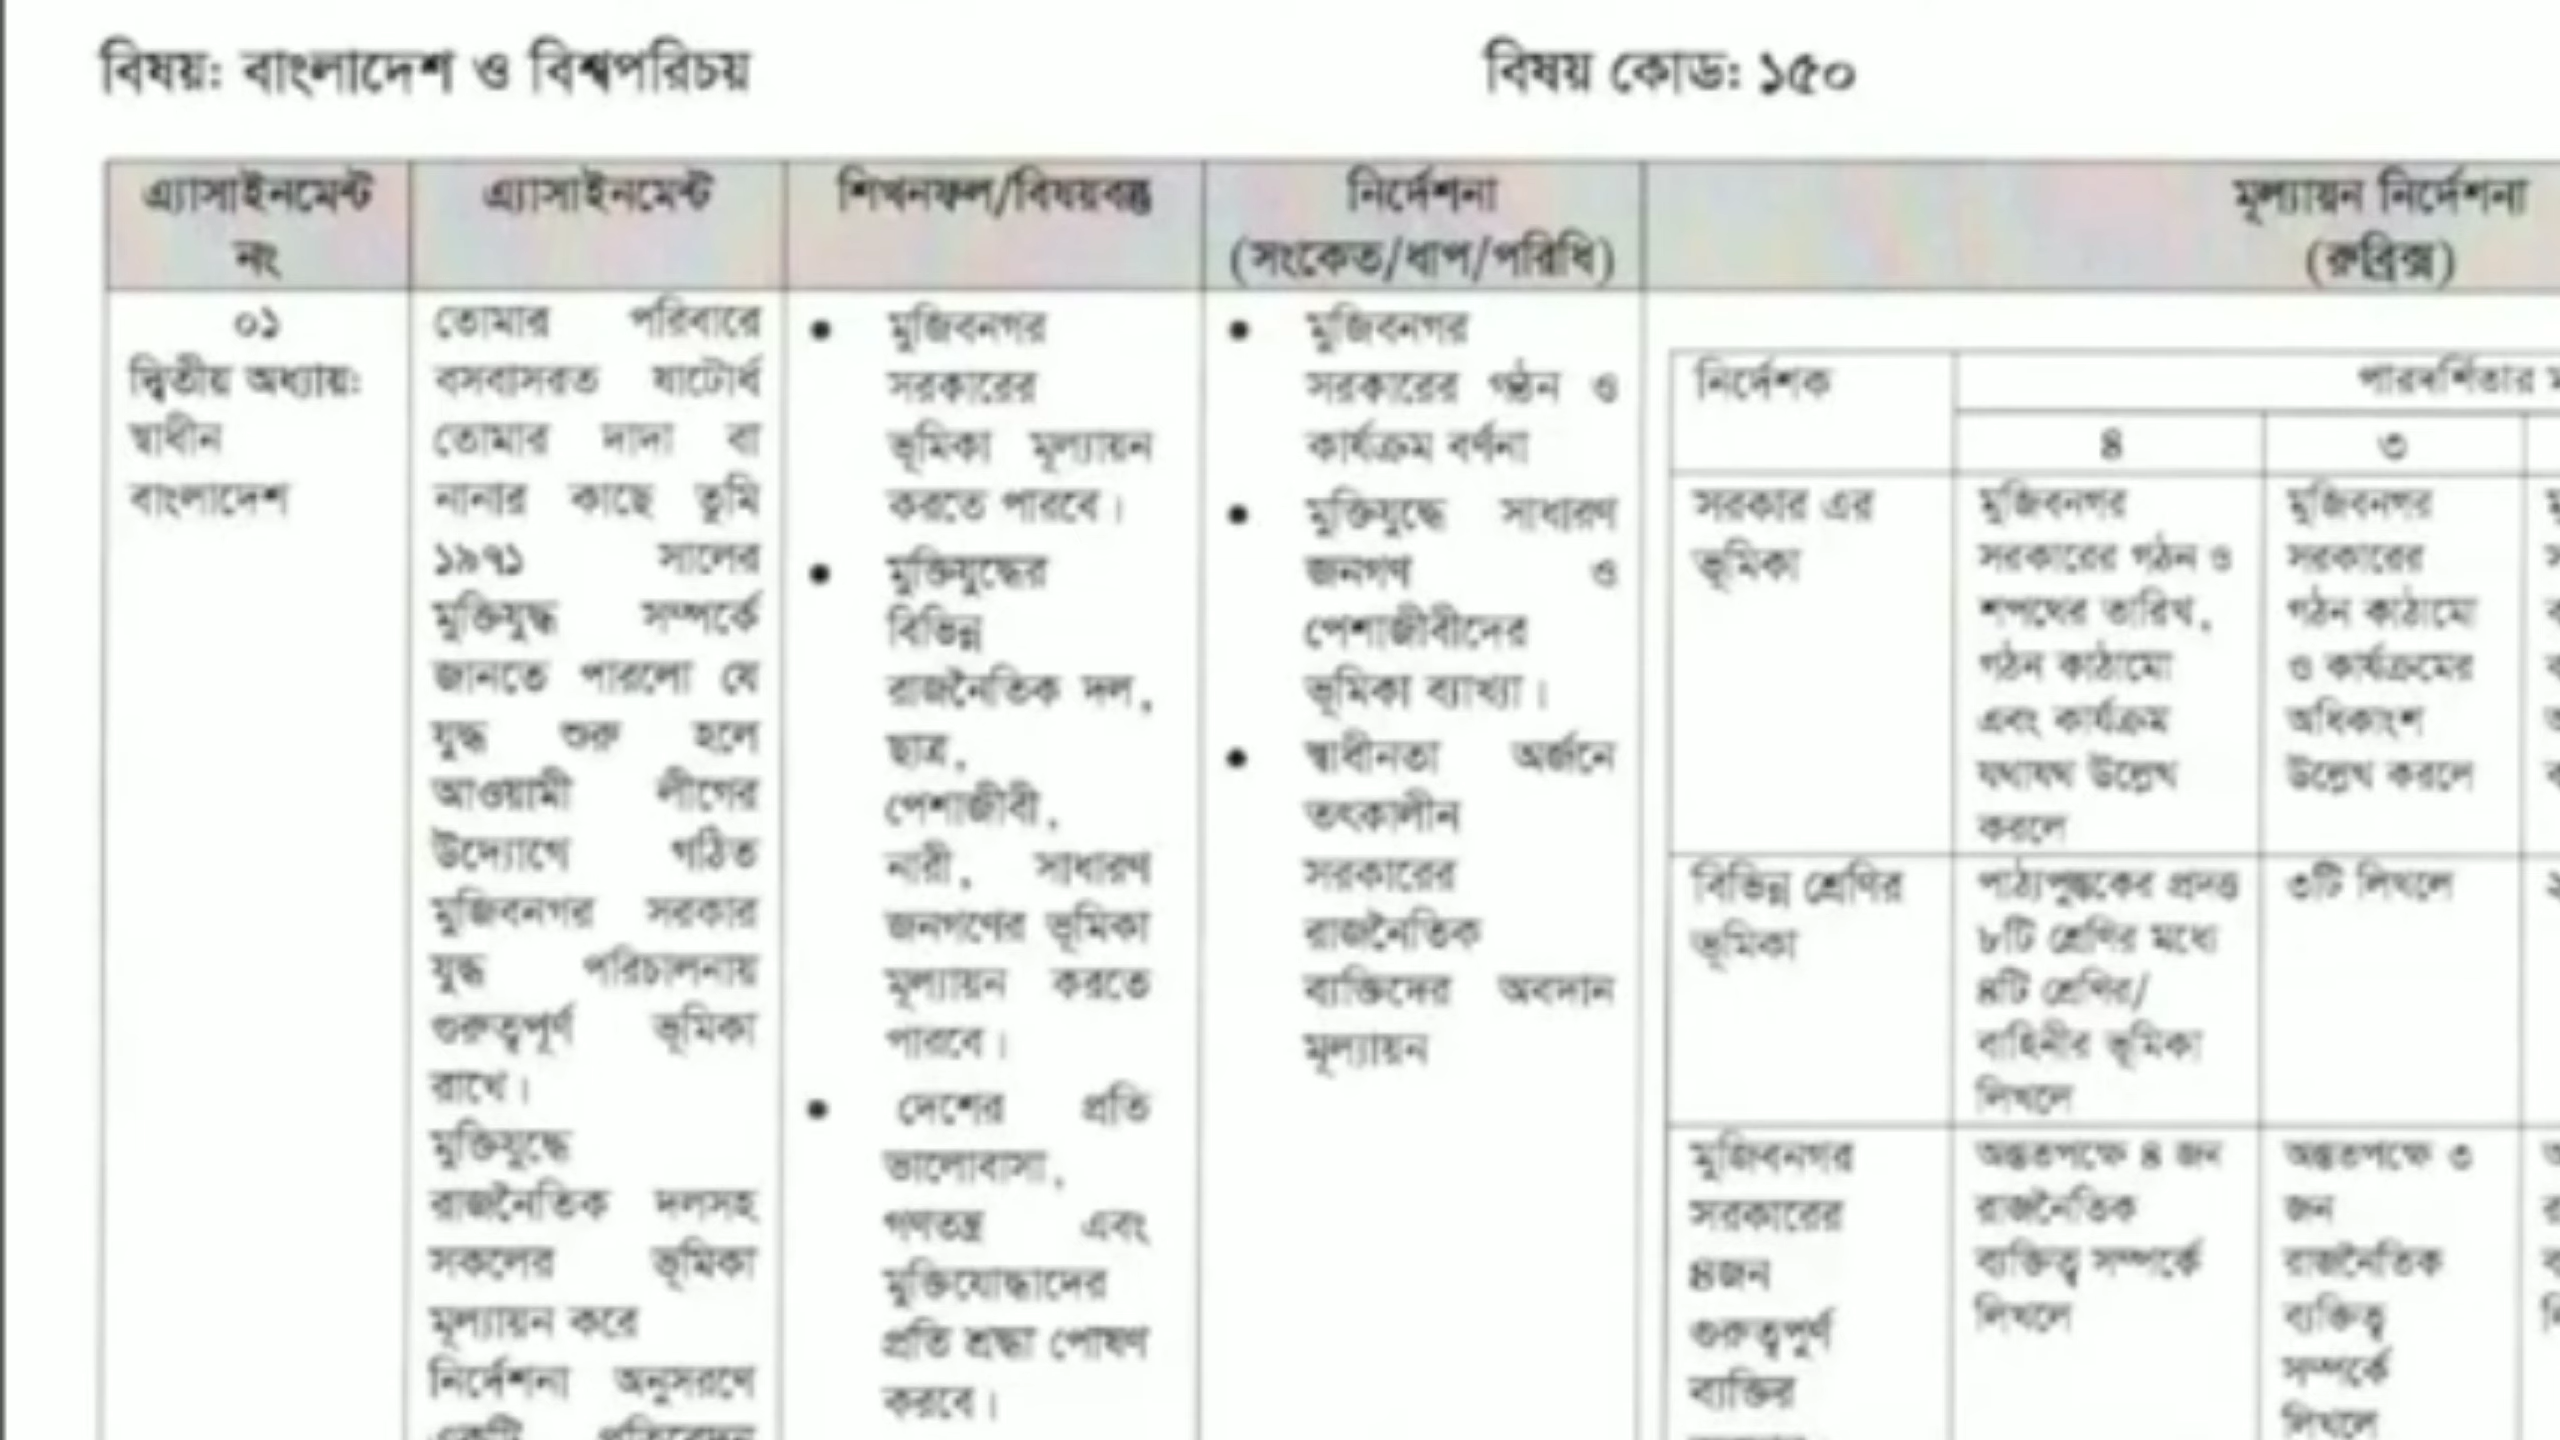 বিষয়: বাংলাদেশ ও বিশ্বপরিচয়
বিষয় কোড: ১৫০
এ্যাসাইনমেন্ট
নং
এ্যাসাইনমেন্ট
শিখনফল/বিষয়বস্তু
নির্দেশনা
(সংকেত/ধাপ/পরিধি)
মূল্যায়ন নির্দেশনা
(রুব্রিক্স)
০১
দ্বিতীয় অধ্যায়:
স্বাধীন
বাংলাদেশ
তোমার পরিবারে
বসবাসরত ষাটোর্ধ
তোমার দাদা বা
নানার কাছে তুমি
১৯৭১ সালের
মুক্তিযুদ্ধ সম্পর্কে
জানতে পারলো যে
যুদ্ধ শুরু হলে
আওয়ামী লীগের
উদ্যোগে গঠিত
মুজিবনগর সরকার
যুদ্ধ পরিচালনায়
গুরুত্বপূর্ণ ভূমিকা
রাখে।
মুক্তিযুদ্ধে
রাজনৈতিক দলসহ
সকলের ভূমিকা
মূল্যায়ন করে
নির্দেশনা অনুসরণে
একটি প্রতিবেদন
• মুজিবনগর
সরকারের
ভূমিকা মূল্যায়ন
করতে পারবে।
• মুক্তিযুদ্ধের
বিভিন্ন
রাজনৈতিক দল,
ছাত্র,
পেশাজীবী,
নারী, সাধারণ
জনগণের ভূমিকা
মূল্যায়ন করতে
পারবে।
• দেশের প্রতি
ভালোবাসা,
গণতন্ত্র এবং
মুক্তিযোদ্ধাদের
প্রতি শ্রদ্ধা পোষণ
করবে।
• মুজিবনগর
সরকারের গঠন ও
কার্যক্রম বর্ণনা
• মুক্তিযুদ্ধে সাধারণ
জনগণ ও
পেশাজীবীদের
ভূমিকা ব্যাখ্যা।
• স্বাধীনতা অর্জনে
তৎকালীন
সরকারের
রাজনৈতিক
ব্যক্তিদের অবদান
মূল্যায়ন
নির্দেশক
পারদর্শিতার
৪
৩
সরকার এর
ভূমিকা
মুজিবনগর
সরকারের গঠন ও
শপথের তারিখ,
গঠন কাঠামো
এবং কার্যক্রম
যথাযথ উল্লেখ
করলে
মুজিবনগর
সরকারের
গঠন কাঠামো
ও কার্যক্রমের
অধিকাংশ
উল্লেখ করলে
বিভিন্ন শ্রেণির
ভূমিকা
পাঠ্যপুস্তকের প্রদত্ত
৮টি শ্রেণির মধ্যে
৪টি শ্রেণির/
বাহিনীর ভূমিকা
লিখলে
৩টি লিখলে
মুজিবনগর
সরকারের
৪জন
গুরুত্বপূর্ণ
ব্যক্তির
অন্ততপক্ষে ৪ জন
রাজনৈতিক
ব্যক্তিত্ব সম্পর্কে
লিখলে
অন্ততপক্ষে ৩
জন
রাজনৈতিক
ব্যক্তিত্ব
সম্পর্কে
লিখলে